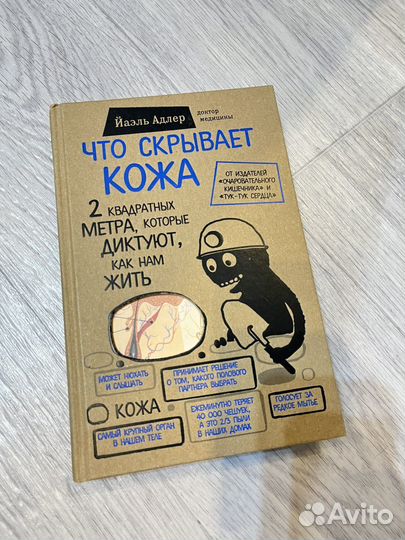 Йаэль Адлер
доктор
медицины
ЧТО СКРЫВАЕТ
КОЖА
ОТ ИЗДАТЕЛЕЙ
«ОЧАРОВАТЕЛЬНОГО
КИШЕЧНИКА» И
«ТУК-ТУК СЕРДЦА»
2 КВАДРАТНЫХ
МЕТРА, КОТОРЫЕ
ДИКТУЮТ,
КАК НАМ
ЖИТЬ
МОЖЕТ НЮХАТЬ
И СЛЫШАТЬ
ПРИНИМАЕТ РЕШЕНИЕ
О ТОМ, КАКОГО ПОЛОВОГО
ПАРТНЕРА ВЫБРАТЬ
КОЖА
САМЫЙ КРУПНЫЙ ОРГАН
В НАШЕМ ТЕЛЕ
ЕЖЕМИНУТНО ТЕРЯЕТ
40 000 ЧЕШУЕК,
А ЭТО 2/3 ПЫЛИ
В НАШИХ ДОМАХ
ГОЛОСУЕТ ЗА
РЕДКОЕ МЫТЬЕ
Avito